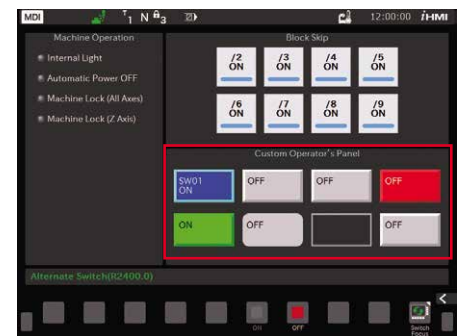 MDI
T1 N B3
12:00:00 iHMI
Machine Operation
Internal Light
Automatic Power OFF
Machine Lock (All Axes)
Machine Lock (Z Axis)
Block Skip
/2 ON
/3 ON
/4 ON
/5 ON
/6 ON
/7 ON
/8 ON
/9 ON
Custom Operator's Panel
SW01 ON
OFF
OFF
OFF
ON
OFF
OFF
Alternate Switch(R2400.0)
ON
OFF
Switch Focus